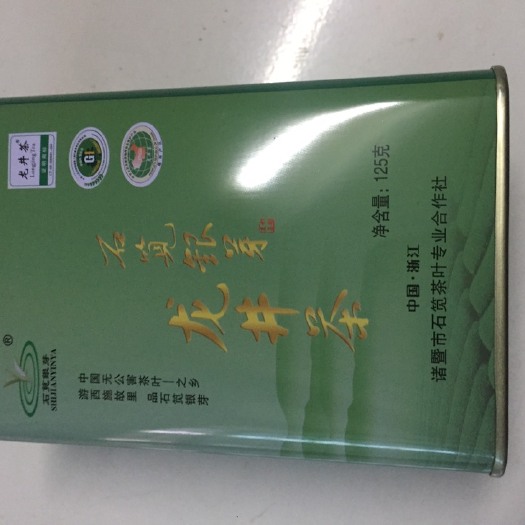 龙井茶®
Longjing Tea
GI
石笕银芽
龙井茶
净含量：125克
中国·浙江
诸暨市石笕茶叶专业合作社
®
石笕银芽
SHIJIANYINYA
中国无公害茶叶之乡
游西施故里 品石笕银芽